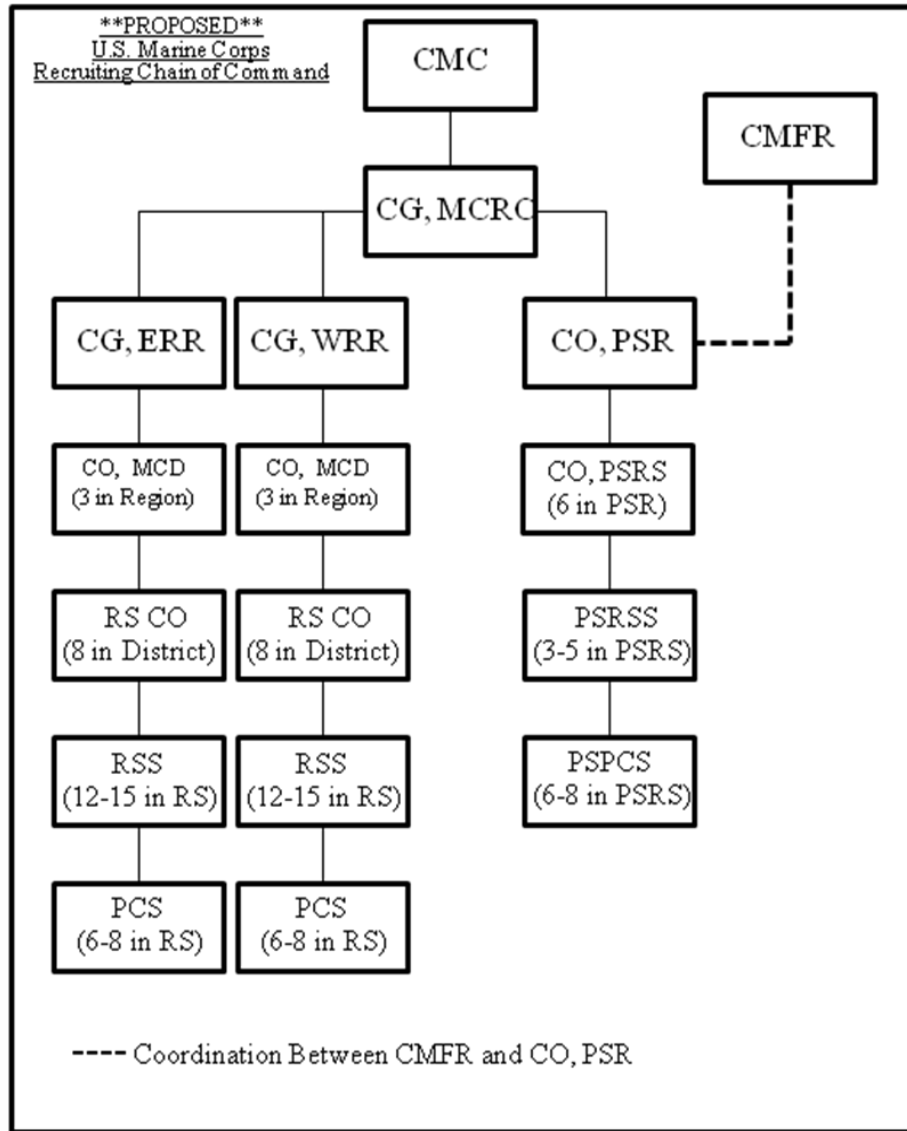 **PROPOSED**
U.S. Marine Corps
Recruiting Chain of Command
CMC
CMFR
CG, MCRC
CG, ERR
CG, WRR
CO, PSR
CO, MCD
(3 in Region)
CO, MCD
(3 in Region)
CO, PSRS
(6 in PSR)
RS CO
(8 in District)
RS CO
(8 in District)
PSRSS
(3-5 in PSRS)
RSS
(12-15 in RS)
RSS
(12-15 in RS)
PSPCS
(6-8 in PSRS)
PCS
(6-8 in RS)
PCS
(6-8 in RS)
Coordination Between CMFR and CO, PSR